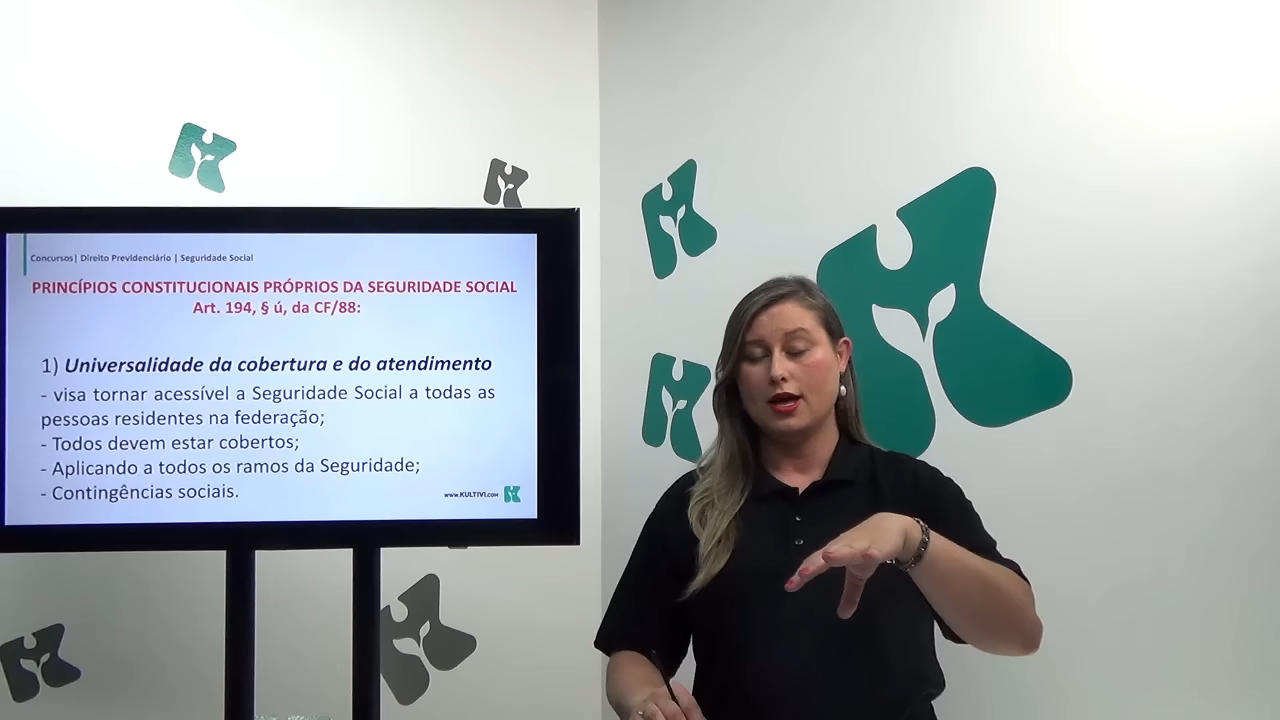 Concursos| Direito Previdenciário | Seguridade Social
PRINCÍPIOS CONSTITUCIONAIS PRÓPRIOS DA SEGURIDADE SOCIAL
Art. 194, § ú, da CF/88:
1) Universalidade da cobertura e do atendimento
- visa tornar acessível a Seguridade Social a todas as
pessoas residentes na federação;
- Todos devem estar cobertos;
- Aplicando a todos os ramos da Seguridade;
- Contingências sociais.
www.KULTIVI.com